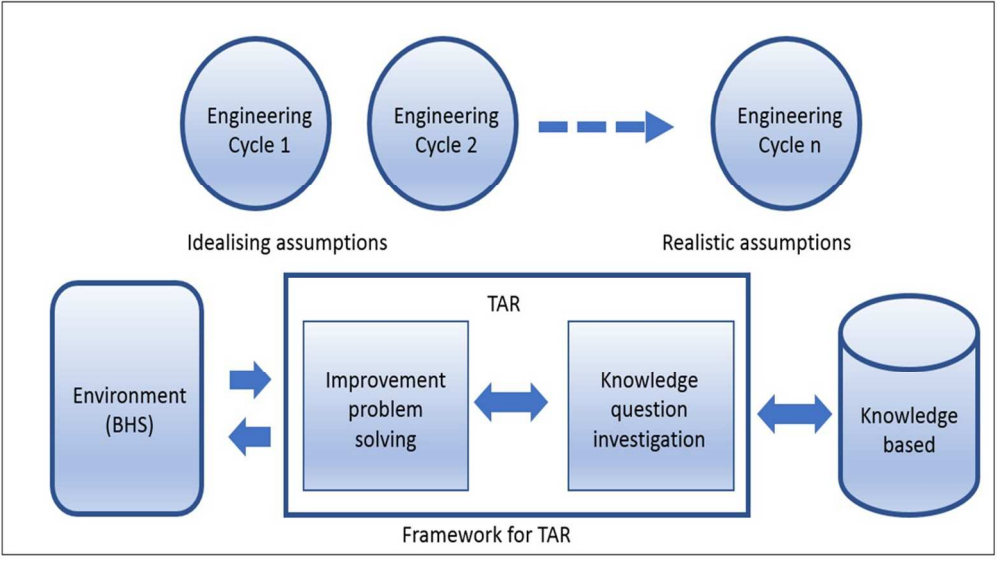 Engineering
Cycle 1
Engineering
Cycle 2
Engineering
Cycle n
Idealising assumptions
Realistic assumptions
TAR
Environment
(BHS)
Improvement
problem
solving
Knowledge
question
investigation
Knowledge
based
Framework for TAR